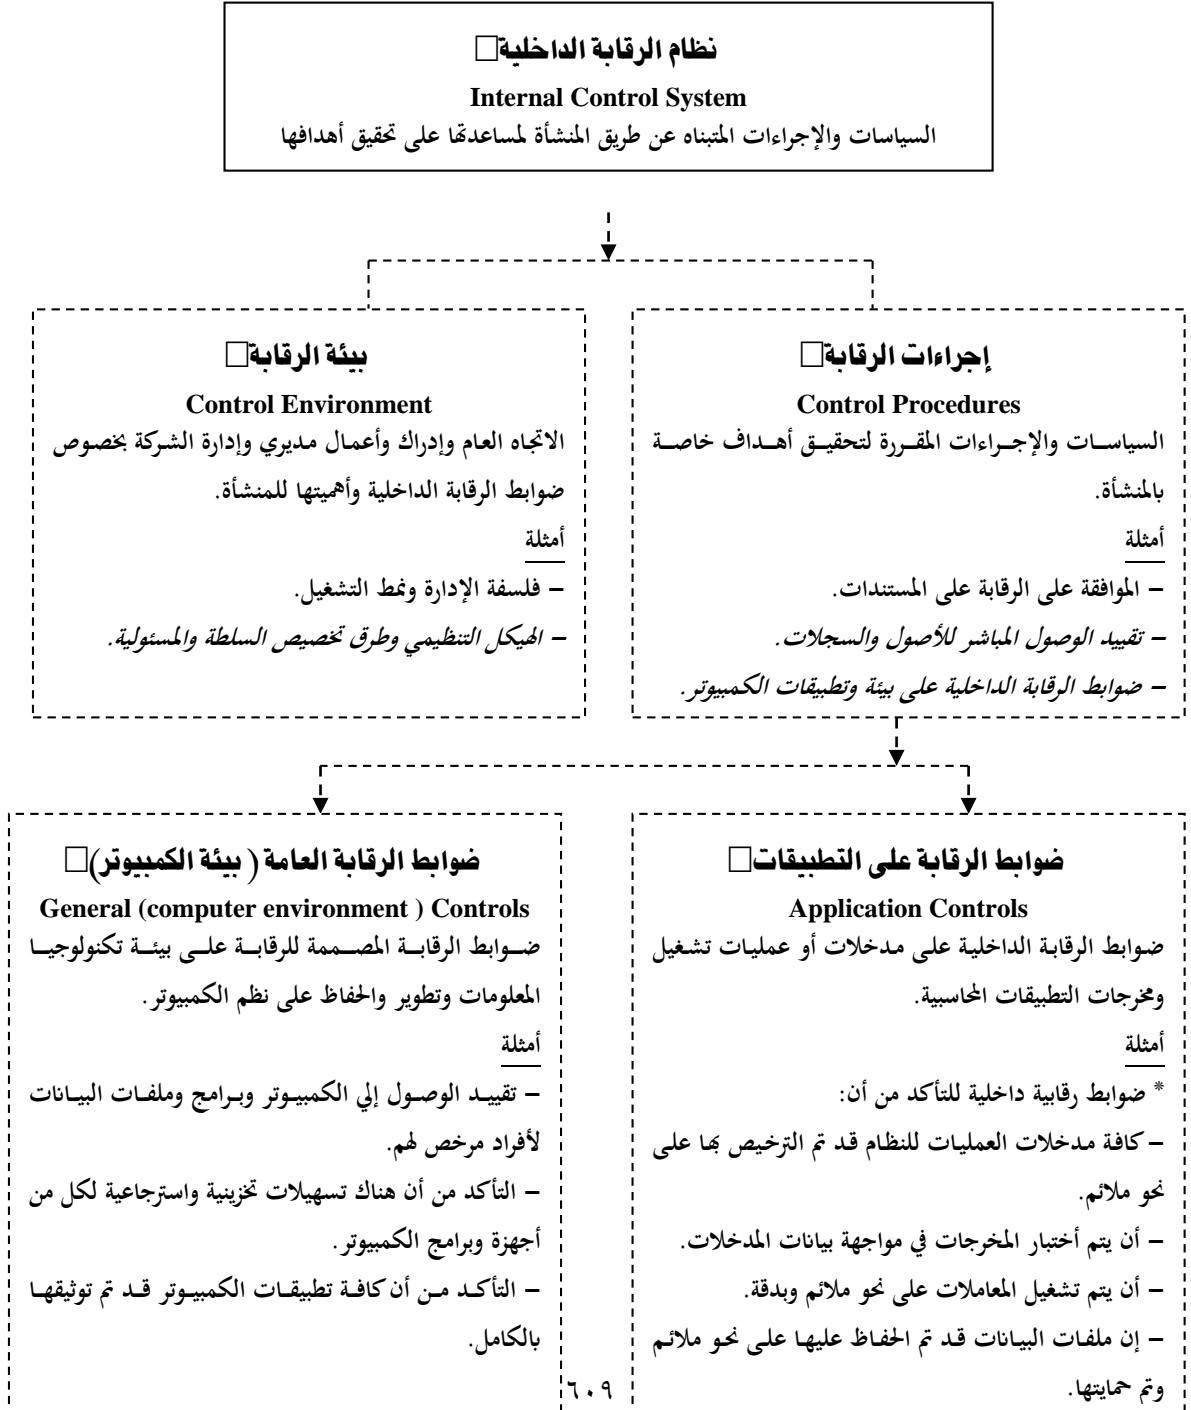 نظام الرقابة الداخلية
Internal Control System
السياسات والإجراءات المتبناه عن طريق المنشأة لمساعدتها على تحقيق أهدافها
إجراءات الرقابة
Control Procedures
السياسات والإجراءات المقررة لتحقيق أهداف خاصة
بالمنشأة.
أمثلة
– الموافقة على الرقابة على المستندات.
– تقييد الوصول المباشر للأصول والسجلات.
– ضوابط الرقابة الداخلية على بيئة وتطبيقات الكمبيوتر.
بيئة الرقابة
Control Environment
الاتجاه العام وإدراك وأعمال مديري وإدارة الشركة بخصوص
ضوابط الرقابة الداخلية وأهميتها للمنشأة.
أمثلة
– فلسفة الإدارة ونمط التشغيل.
– الهيكل التنظيمي وطرق تخصيص السلطة والمسئولية.
ضوابط الرقابة على التطبيقات
Application Controls
ضوابط الرقابة الداخلية على مدخلات أو عمليات تشغيل
ومخرجات التطبيقات المحاسبية.
أمثلة
* ضوابط رقابية داخلية للتأكد من أن:
– كافة مدخلات العمليات للنظام قد تم الترخيص بها على
نحو ملائم.
– أن يتم أختبار المخرجات في مواجهة بيانات المدخلات.
– أن يتم تشغيل المعاملات على نحو ملائم وبدقة.
– إن ملفات البيانات قد تم الحفاظ عليها على نحو ملائم
وتم حمايتها.
ضوابط الرقابة العامة ( بيئة الكمبيوتر)
General (computer environment ) Controls
ضوابط الرقابة المصممة للرقابة على بيئة تكنولوجيا
المعلومات وتطوير والحفاظ على نظم الكمبيوتر.
أمثلة
– تقييد الوصول إلي الكمبيوتر وبرامج وملفات البيانات
لأفراد مرخص لهم.
– التأكد من أن هناك تسهيلات تخزينية واسترجاعية لكل من
أجهزة وبرامج الكمبيوتر.
– التأكد من أن كافة تطبيقات الكمبيوتر قد تم توثيقها
بالكامل.
٦٠٩